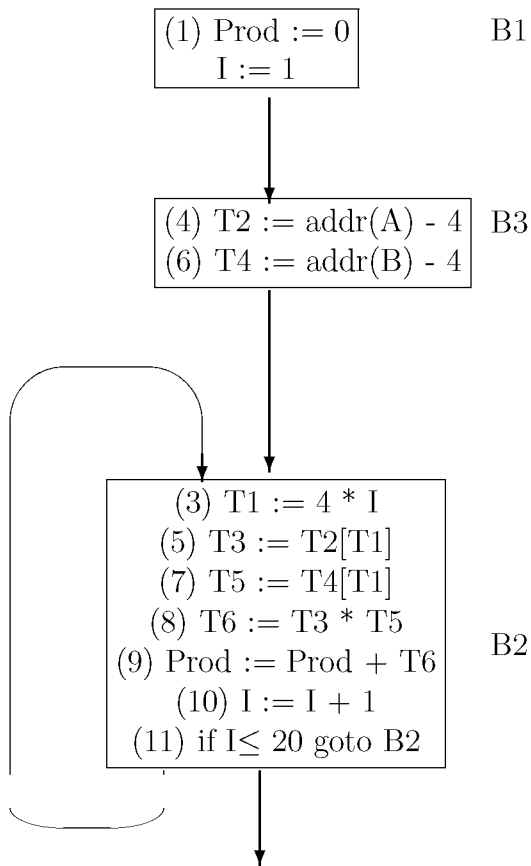 (1) Prod := 0
I := 1
B1
(4) T2 := addr(A) - 4
(6) T4 := addr(B) - 4
B3
(3) T1 := 4 * I
(5) T3 := T2[T1]
(7) T5 := T4[T1]
(8) T6 := T3 * T5
(9) Prod := Prod + T6
(10) I := I + 1
(11) if I≤ 20 goto B2
B2